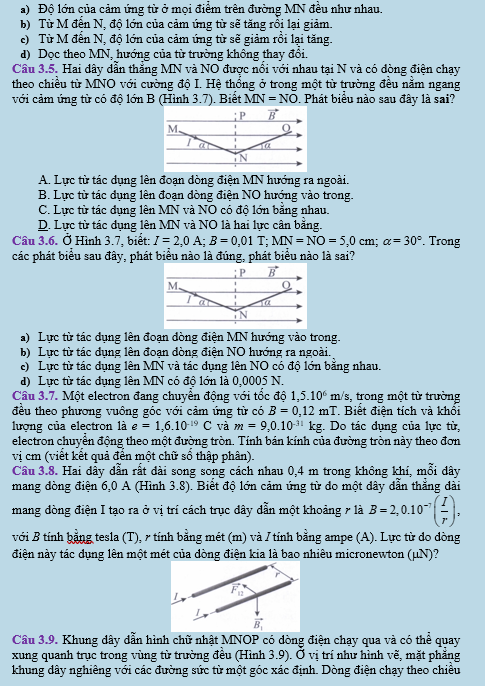 a) Độ lớn của cảm ứng từ ở mọi điểm trên đường MN đều như nhau.
b) Từ M đến N, độ lớn của cảm ứng từ sẽ tăng rồi lại giảm.
c) Từ M đến N, độ lớn của cảm ứng từ sẽ giảm rồi lại tăng.
d) Dọc theo MN, hướng của từ trường không thay đổi.
Câu 3.5. Hai dây dẫn thẳng MN và NO được nối với nhau tại N và có dòng điện chạy
theo chiều từ MNO với cường độ I. Hệ thống ở trong một từ trường đều nằm ngang
với cảm ứng từ có độ lớn B (Hình 3.7). Biết MN = NO. Phát biểu nào sau đây là sai?
P B⃗
M O
I α α
N
A. Lực từ tác dụng lên đoạn dòng điện MN hướng ra ngoài.
B. Lực từ tác dụng lên đoạn dòng điện NO hướng vào trong.
C. Lực từ tác dụng lên MN và NO có độ lớn bằng nhau.
D. Lực từ tác dụng lên MN và NO là hai lực cân bằng.
Câu 3.6. Ở Hình 3.7, biết: I = 2,0 A; B = 0,01 T; MN = NO = 5,0 cm; α = 30°. Trong
các phát biểu sau đây, phát biểu nào là đúng, phát biểu nào là sai?
P B⃗
M O
I α α
N
a) Lực từ tác dụng lên đoạn dòng điện MN hướng vào trong.
b) Lực từ tác dụng lên đoạn dòng điện NO hướng ra ngoài.
c) Lực từ tác dụng lên MN và tác dụng lên NO có độ lớn bằng nhau.
d) Lực từ tác dụng lên MN có độ lớn là 0,0005 N.
Câu 3.7. Một electron đang chuyển động với tốc độ 1,5.10⁶ m/s, trong một từ trường
đều theo phương vuông góc với cảm ứng từ có B = 0,12 mT. Biết điện tích và khối
lượng của electron là e = 1,6.10⁻¹⁹ C và m = 9,0.10⁻³¹ kg. Do tác dụng của lực từ,
electron chuyển động theo một đường tròn. Tính bán kính của đường tròn này theo đơn
vị cm (viết kết quả đến một chữ số thập phân).
Câu 3.8. Hai dây dẫn rất dài song song cách nhau 0,4 m trong không khí, mỗi dây
mang dòng điện 6,0 A (Hình 3.8). Biết độ lớn cảm ứng từ do một dây dẫn thẳng dài
mang dòng điện I tạo ra ở vị trí cách trục dây dẫn một khoảng r là B = 2,0.10⁻⁷(I/r),
với B tính bằng tesla (T), r tính bằng mét (m) và I tính bằng ampe (A). Lực từ do dòng
điện này tác dụng lên một mét của dòng điện kia là bao nhiêu micronewton (μN)?
r
I F⃗₁₂
I
B⃗₁
Câu 3.9. Khung dây dẫn hình chữ nhật MNOP có dòng điện chạy qua và có thể quay
xung quanh trục trong vùng từ trường đều (Hình 3.9). Ở vị trí như hình vẽ, mặt phẳng
khung dây nghiêng với các đường sức từ một góc xác định. Dòng điện chạy theo chiều